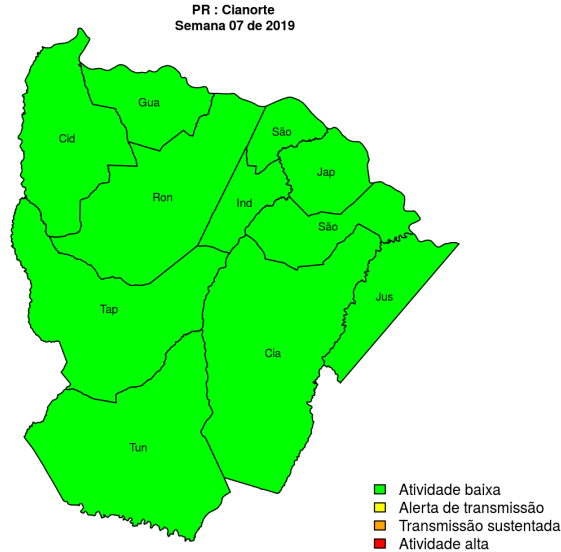 PR : Cianorte
Semana 07 de 2019
Gua
São
Cid
Jap
Ron
Ind
São
Jus
Tap
Cia
Tun
Atividade baixa
Alerta de transmissão
Transmissão sustentada
Atividade alta